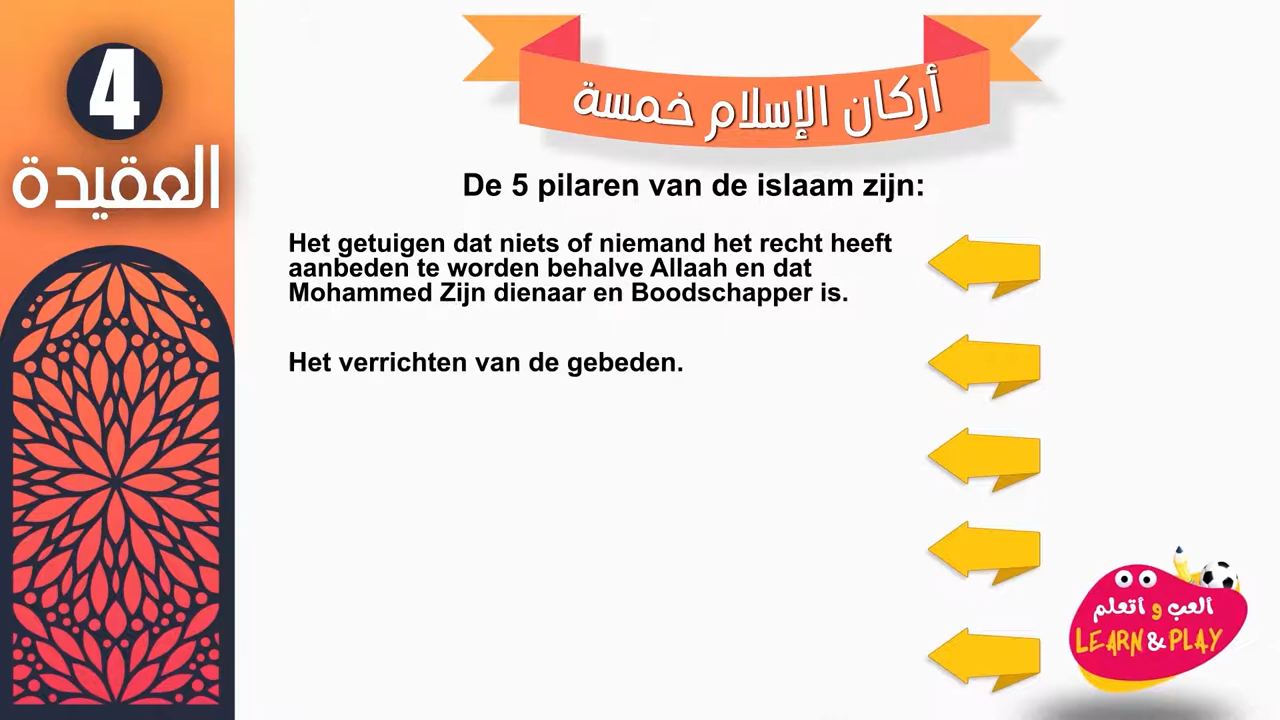 4
العقيدة
أركان الإسلام خمسة
De 5 pilaren van de islaam zijn:
Het getuigen dat niets of niemand het recht heeft
aanbeden te worden behalve Allaah en dat
Mohammed Zijn dienaar en Boodschapper is.
Het verrichten van de gebeden.
ألعب و أتعلم
LEARN & PLAY